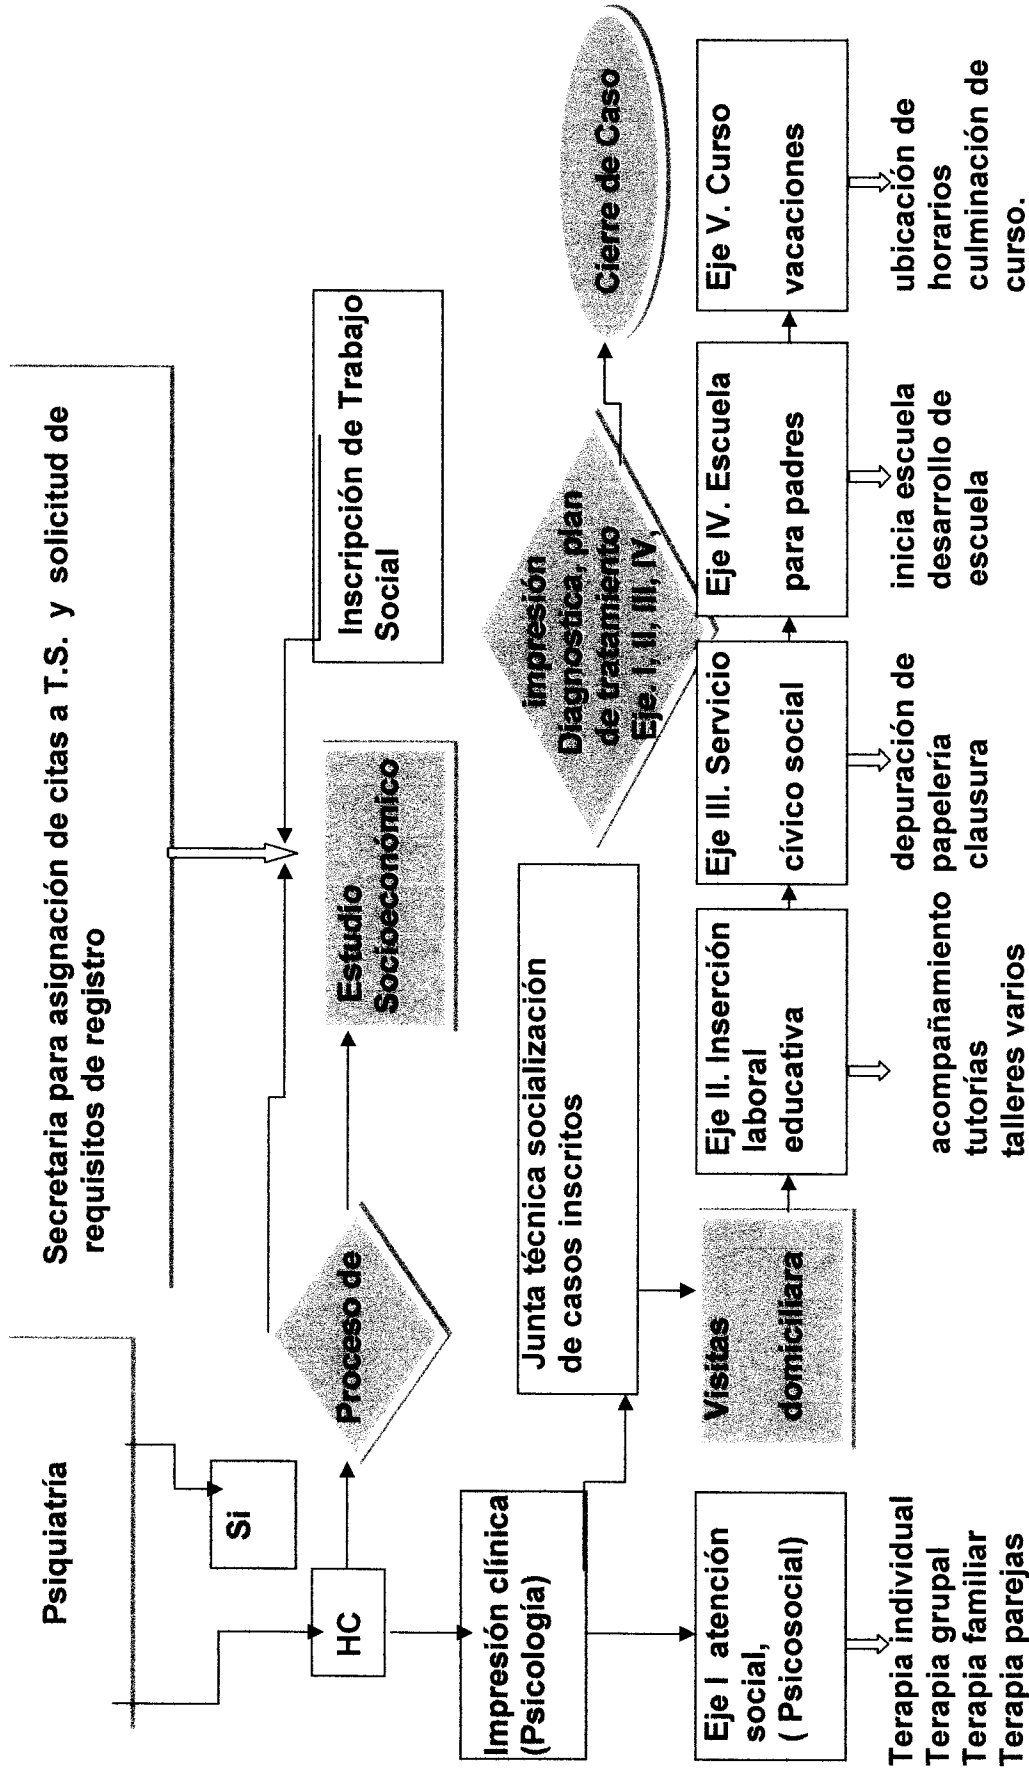 Psiquiatría
Secretaria para asignación de citas a T.S. y solicitud de
requisitos de registro
Si
HC
Proceso de
Estudio
Socioeconómico
Inscripción de Trabajo
Social
Impresión clínica
(Psicología)
Junta técnica socialización
de casos inscritos
impresión
Diagnostica, plan
de tratamiento
Eje. I, II, III, IV,
Cierre de Caso
Eje I atención
social,
( Psicosocial)
Visitas
domiciliara
Eje II. Inserción
laboral
educativa
Eje III. Servicio
cívico social
Eje IV. Escuela
para padres
Eje V. Curso
vacaciones
Terapia individual
Terapia grupal
Terapia familiar
Terapia parejas
acompañamiento
tutorías
talleres varios
depuración de
papelería
clausura
inicia escuela
desarrollo de
escuela
ubicación de
horarios
culminación de
curso.